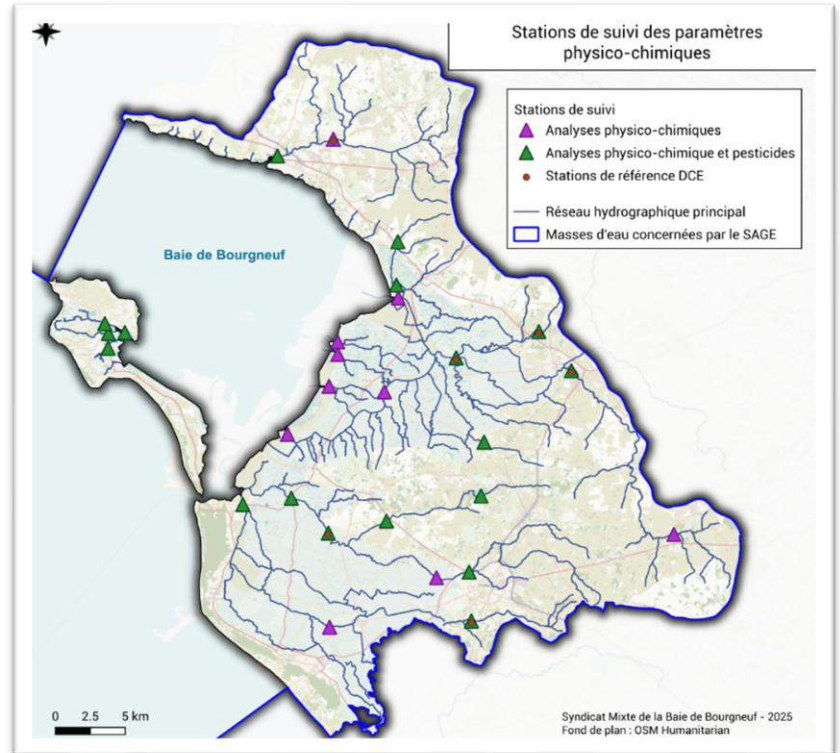 Stations de suivi des paramètres
physico-chimiques
Stations de suivi
Analyses physico-chimiques
Analyses physico-chimique et pesticides
Stations de référence DCE
Réseau hydrographique principal
Masses d'eau concernées par le SAGE
Baie de Bourgneuf
0 2.5 5 km
Syndicat Mixte de la Baie de Bourgneuf - 2025
Fond de plan : OSM Humanitarian